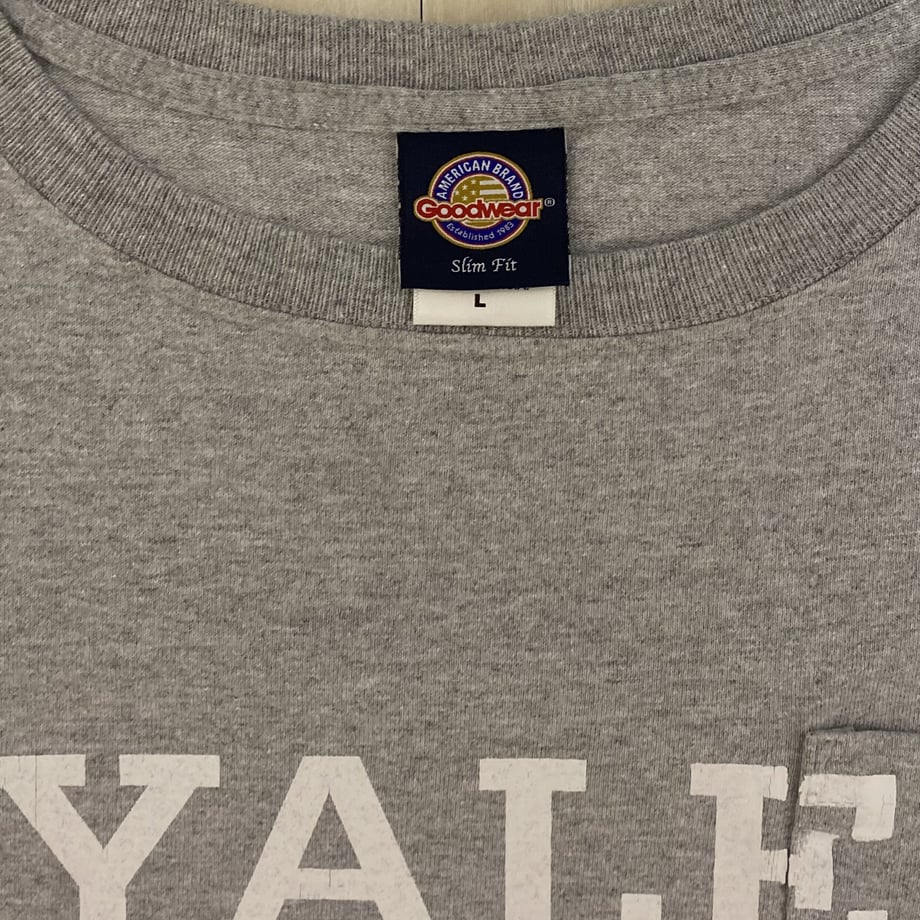 AMERICAN BRAND
Goodwear®
Established 1983
Slim Fit
L
YALE